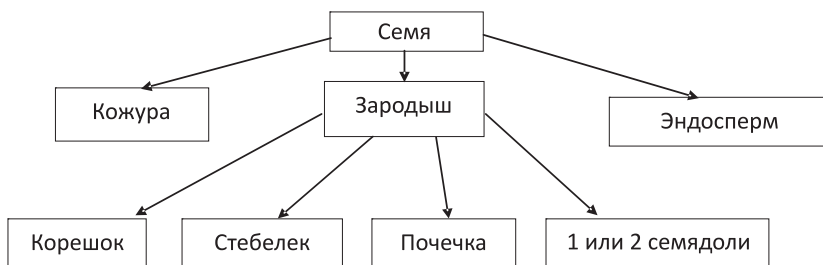 Семя
Кожура
Зародыш
Эндосперм
Корешок
Стебелек
Почечка
1 или 2 семядоли